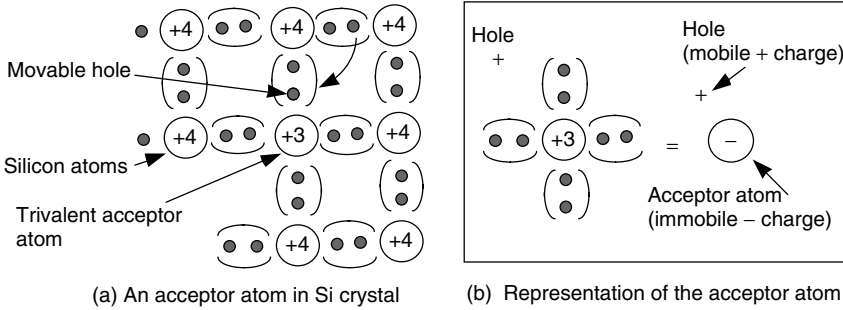 +4 +4 +4
Movable hole
+4 +3 +4
Silicon atoms
Trivalent acceptor
atom
+4 +4
(a) An acceptor atom in Si crystal
Hole
+
Hole
(mobile + charge)
+
+3 = −
Acceptor atom
(immobile − charge)
(b) Representation of the acceptor atom